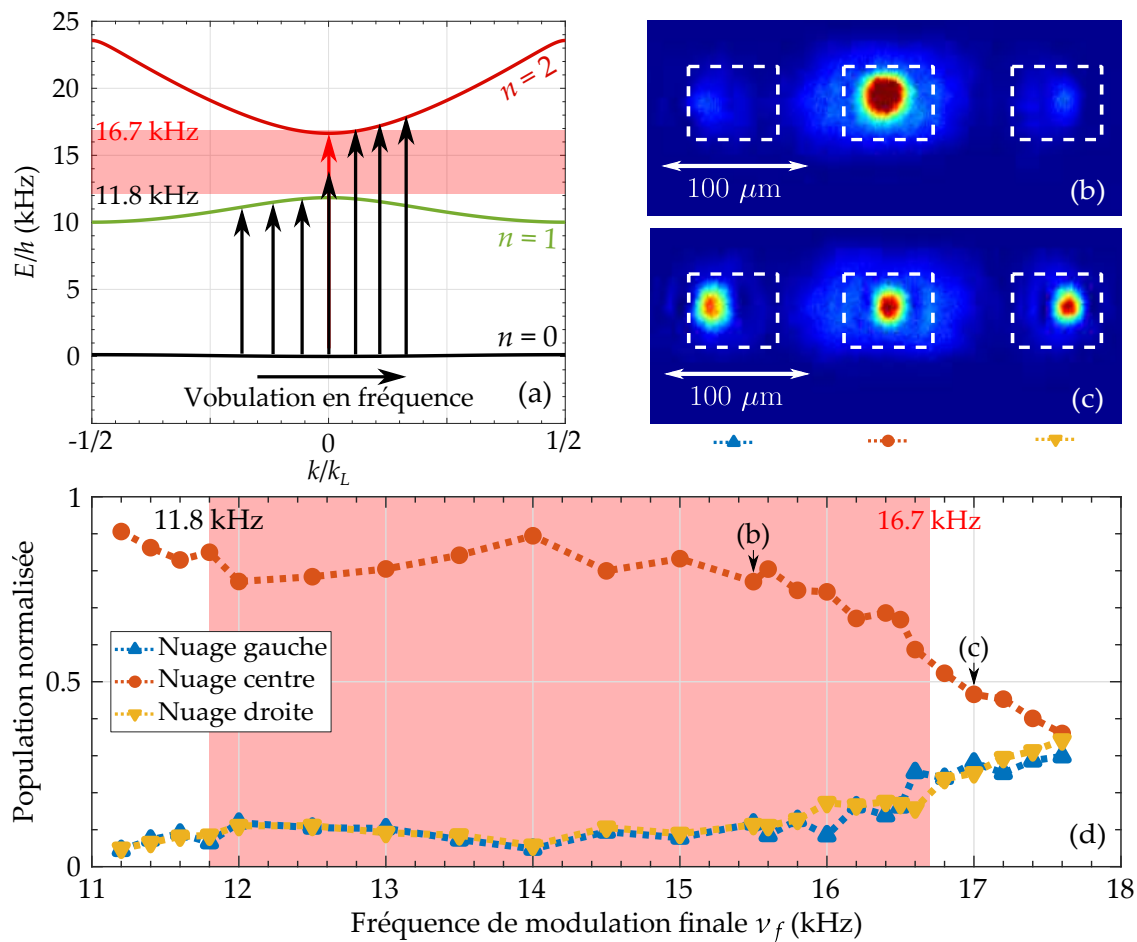 25
20
15
10
5
0
E/h (kHz)
16.7 kHz
11.8 kHz
n = 2
n = 1
n = 0
Vobulation en fréquence
(a)
-1/2
0
1/2
k/k_L
100 μm
(b)
100 μm
(c)
1
0.5
0
Population normalisée
11.8 kHz
16.7 kHz
(b)
(c)
Nuage gauche
Nuage centre
Nuage droite
(d)
11
12
13
14
15
16
17
18
Fréquence de modulation finale ν_f (kHz)